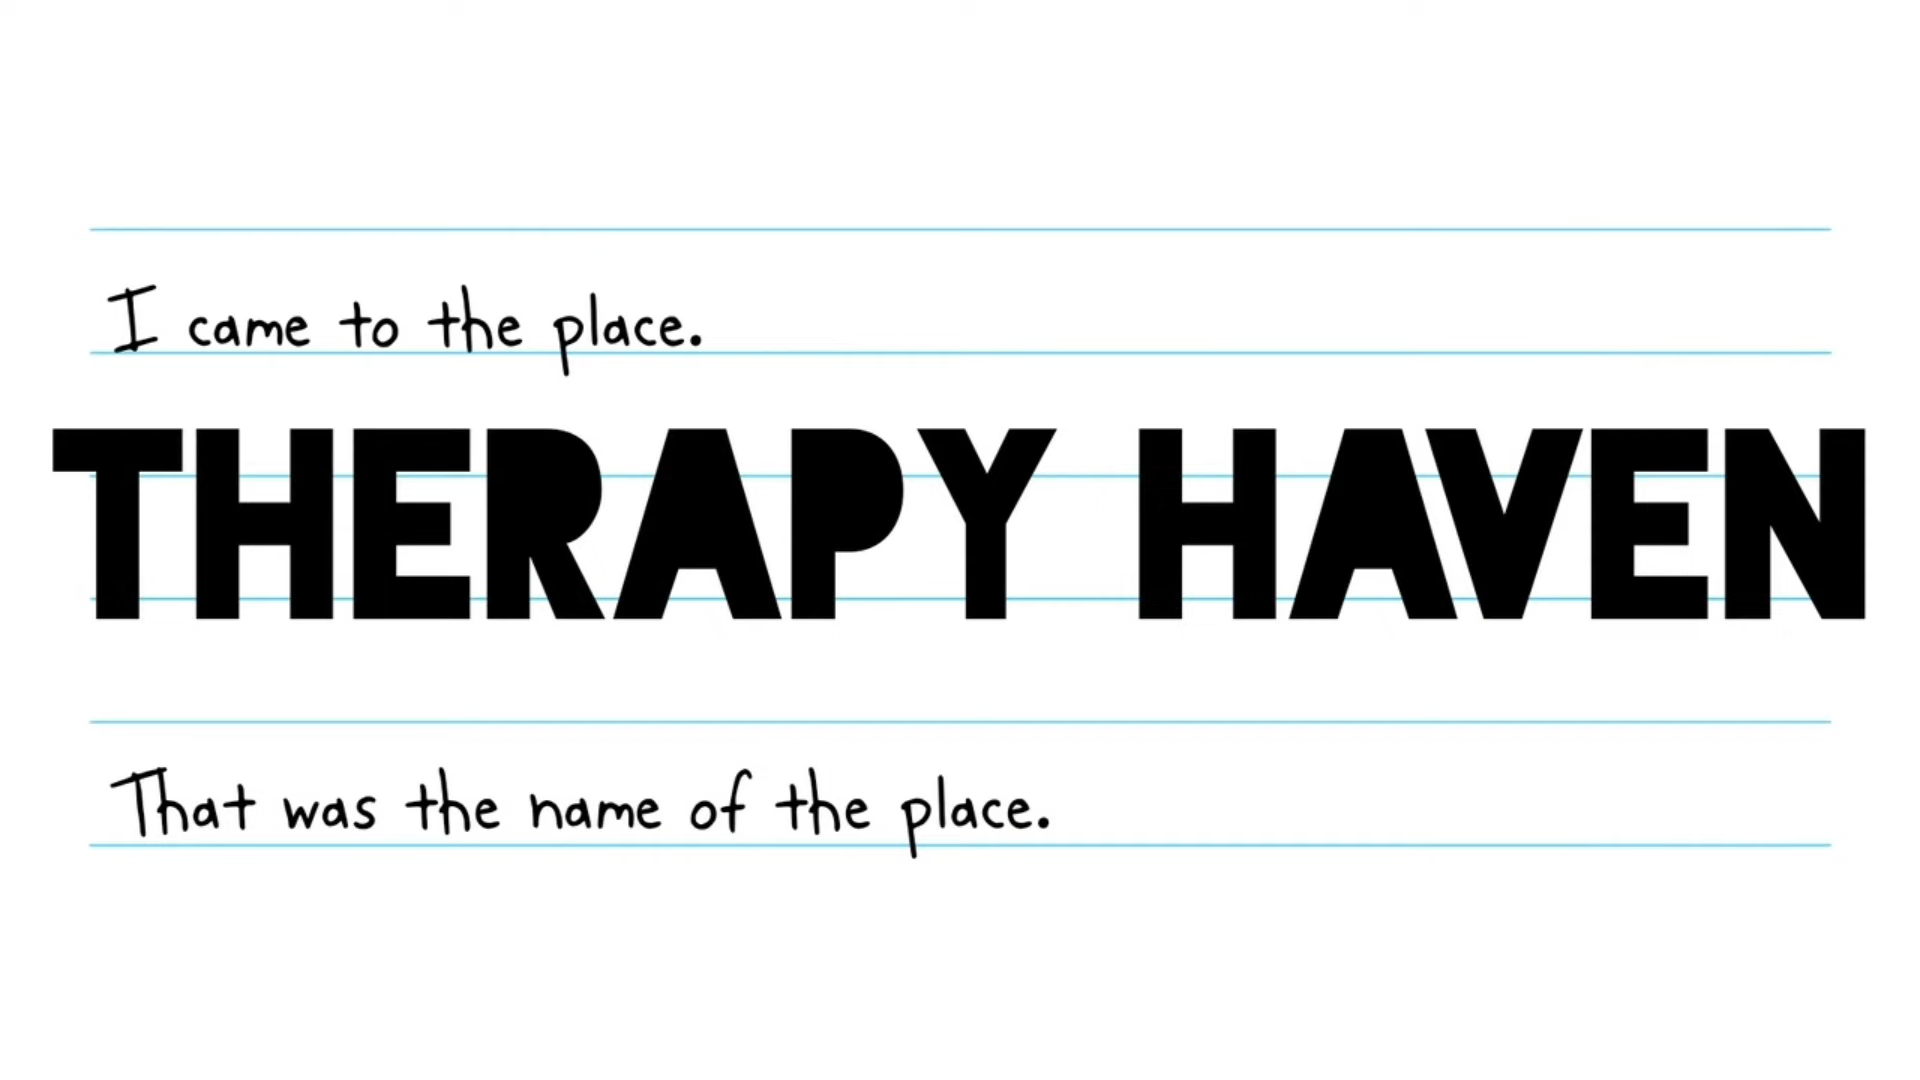 I came to the place.
THERAPY HAVEN
That was the name of the place.